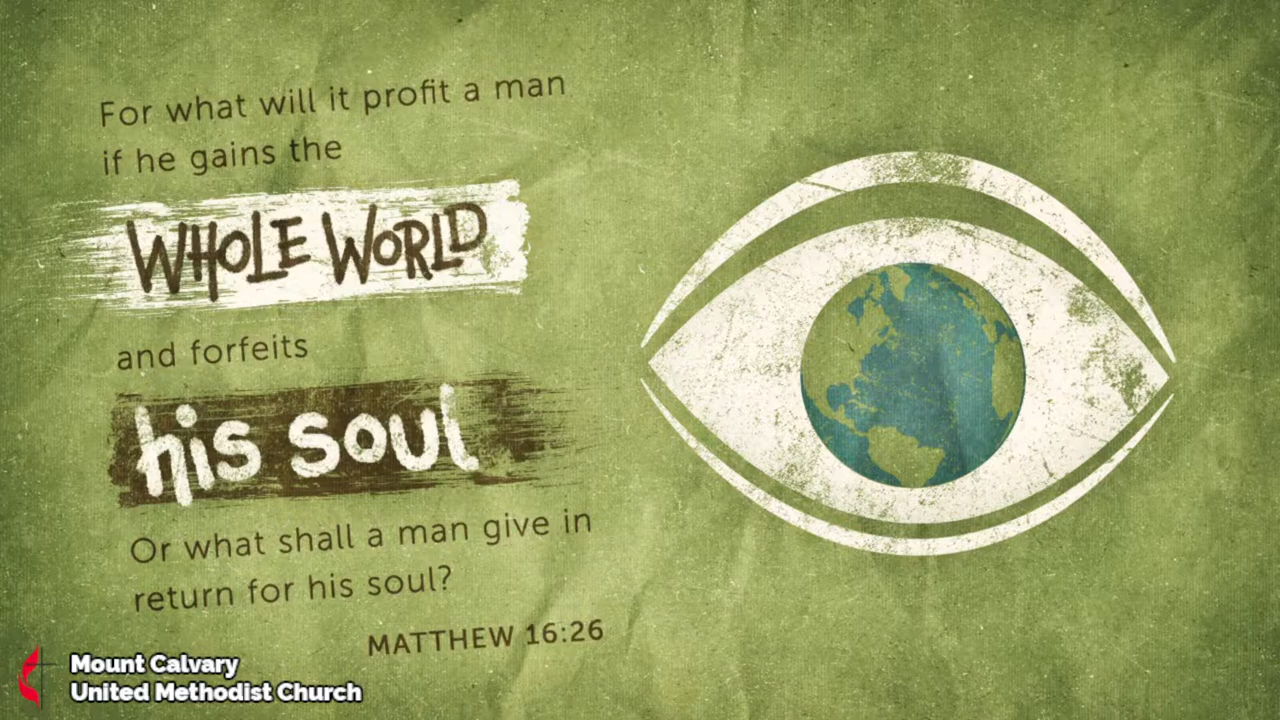 For what will it profit a man
if he gains the
WHOLE WORLD
and forfeits
his soul
Or what shall a man give in
return for his soul?
MATTHEW 16:26
Mount Calvary
United Methodist Church